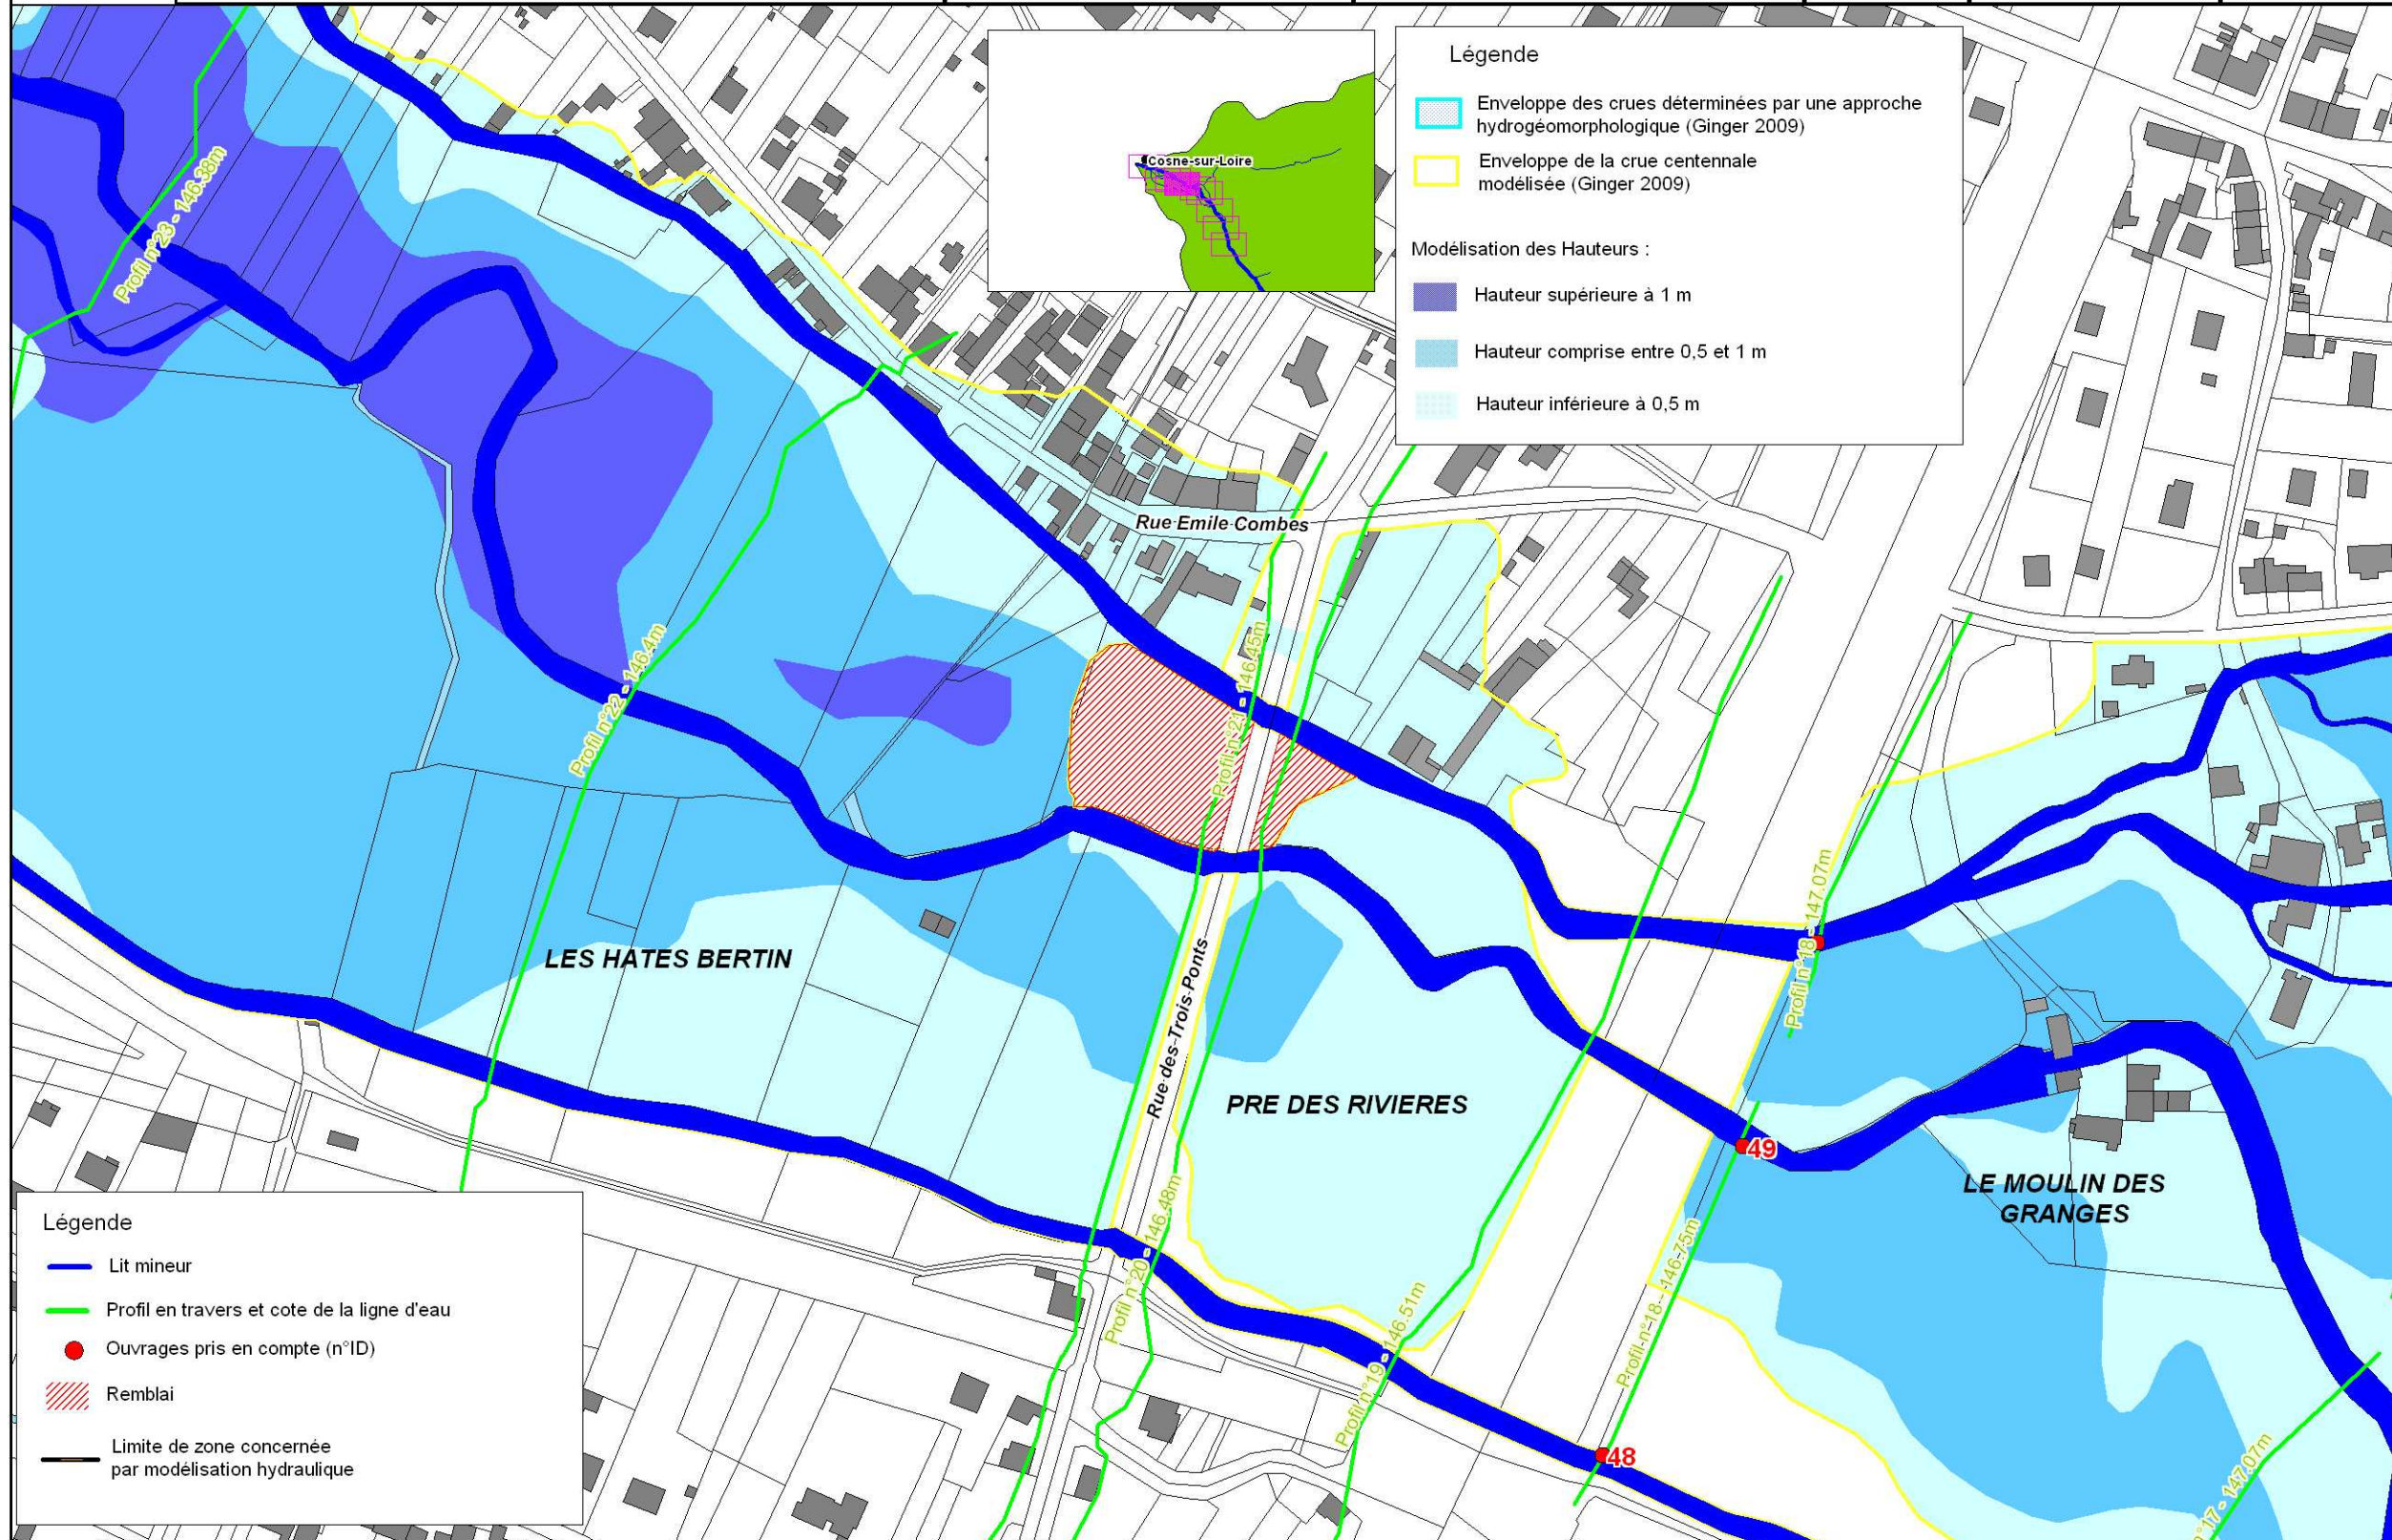 Légende
Enveloppe des crues déterminées par une approche
hydrogéomorphologique (Ginger 2009)
Enveloppe de la crue centennale
modélisée (Ginger 2009)
Modélisation des Hauteurs :
Hauteur supérieure à 1 m
Hauteur comprise entre 0,5 et 1 m
Hauteur inférieure à 0,5 m
Cosne-sur-Loire
Profil n°23 - 146.38m
Rue Emile Combes
Profil n°22 - 146.4m
Profil n°21 - 146.45m
Profil n°18 - 147.07m
LES HATES BERTIN
Rue des Trois Ponts
PRE DES RIVIERES
49
LE MOULIN DES
GRANGES
Profil n°20 - 146.48m
Profil n°19 - 146.51m
Profil n°18 - 146.75m
48
n°17 - 147.07m
Légende
Lit mineur
Profil en travers et cote de la ligne d'eau
Ouvrages pris en compte (n°ID)
Remblai
Limite de zone concernée
par modélisation hydraulique